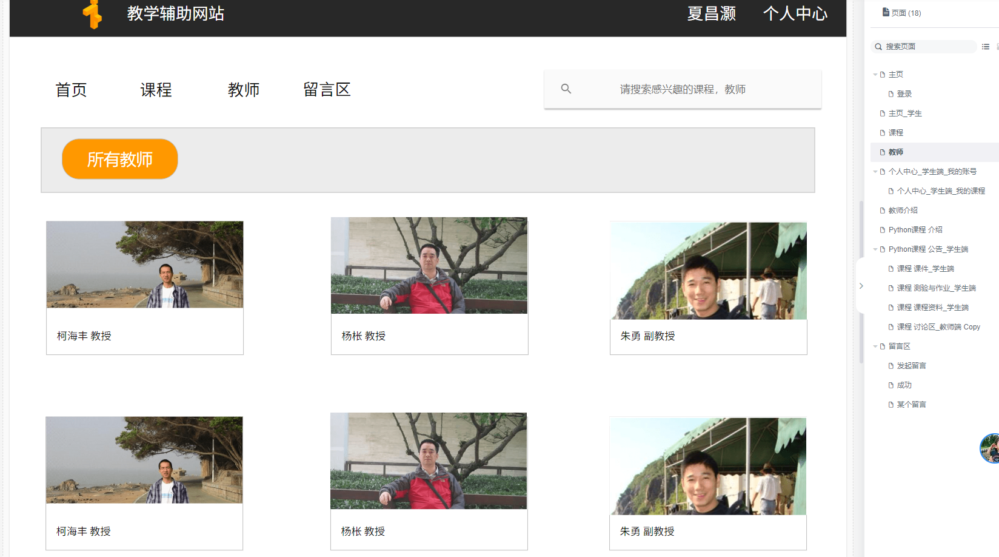 教学辅助网站
夏昌灏 个人中心
首页 课程 教师 留言区
请搜索感兴趣的课程，教师
所有教师
柯海丰 教授
杨枨 教授
朱勇 副教授
柯海丰 教授
杨枨 教授
朱勇 副教授
页面 (18)
搜索页面
主页
登录
主页_学生
课程
教师
个人中心_学生端_我的账号
个人中心_学生端_我的课程
教师介绍
Python课程 介绍
Python课程 公告_学生端
课程 课件_学生端
课程 测验与作业_学生端
课程 课程资料_学生端
课程 讨论区_教师端 Copy
留言区
发起留言
成功
某个留言